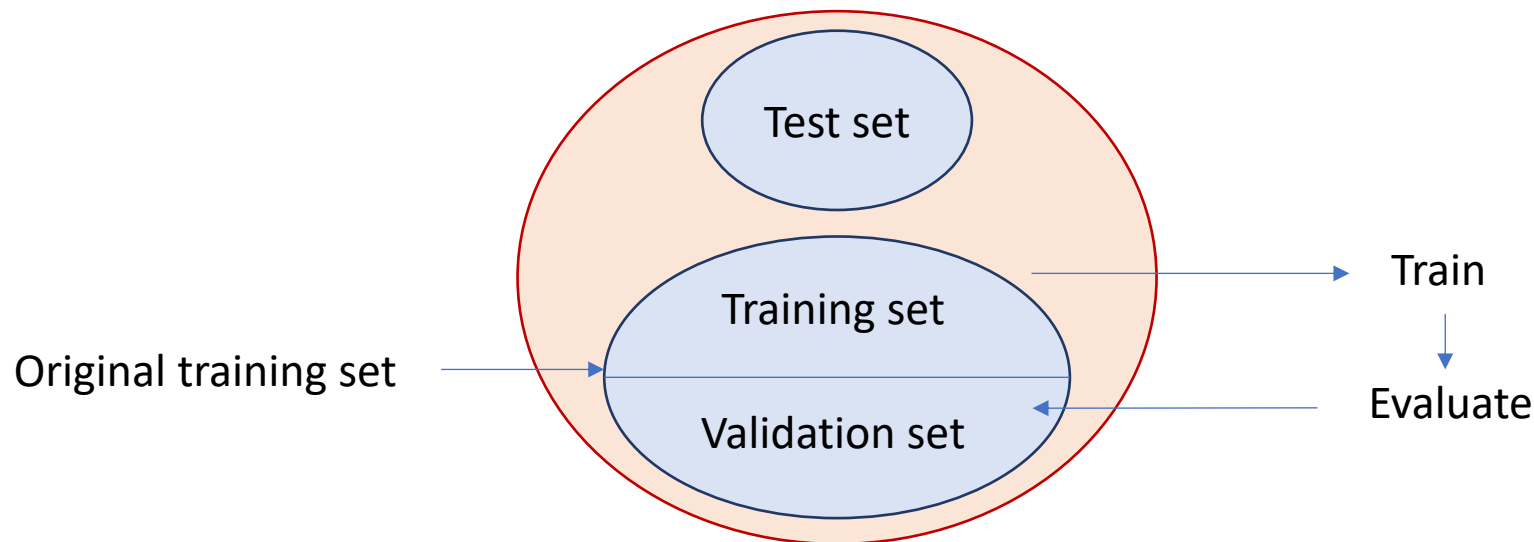 Test set
Training set
Train
Original training set
Validation set
Evaluate